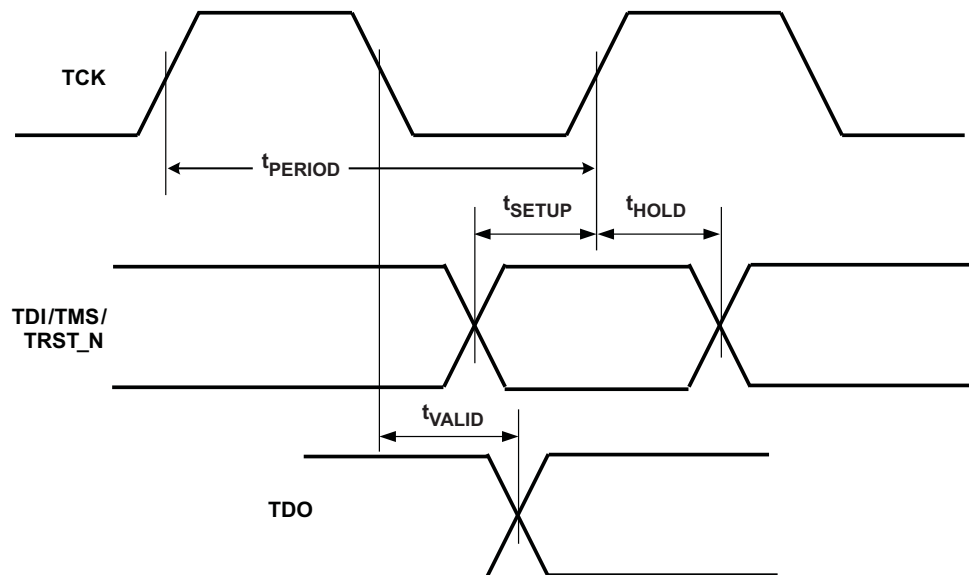 TCK
tPERIOD
tSETUP
tHOLD
TDI/TMS/
TRST_N
tVALID
TDO